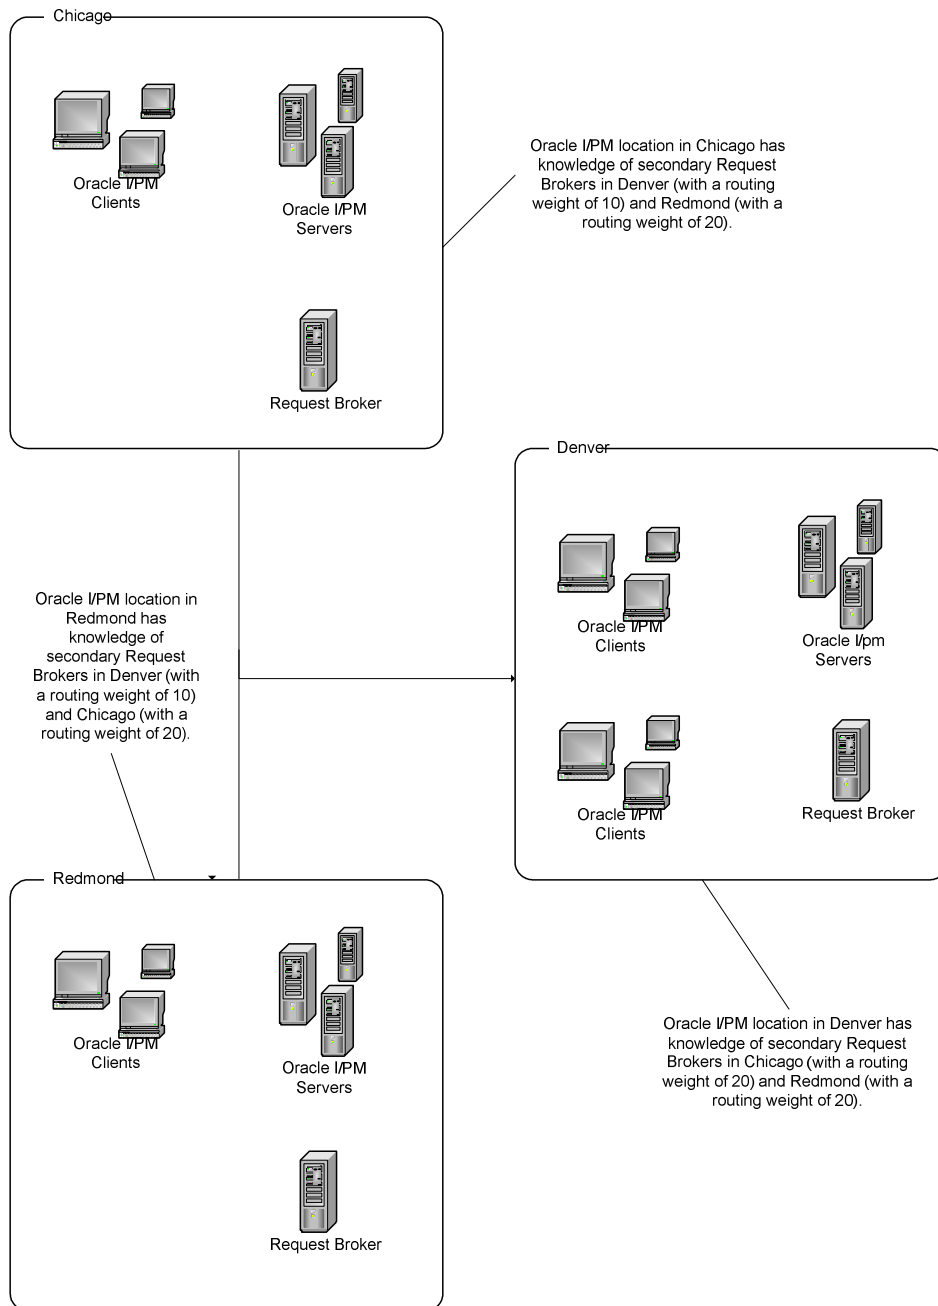 Chicago
Oracle I/PM
Clients
Oracle I/PM
Servers
Request Broker
Oracle I/PM location in Chicago has
knowledge of secondary Request
Brokers in Denver (with a routing
weight of 10) and Redmond (with a
routing weight of 20).
Denver
Oracle I/PM
Clients
Oracle I/pm
Servers
Oracle I/PM
Clients
Request Broker
Oracle I/PM location in
Redmond has
knowledge of
secondary Request
Brokers in Denver (with
a routing weight of 10)
and Chicago (with a
routing weight of 20).
Redmond
Oracle I/PM
Clients
Oracle I/PM
Servers
Request Broker
Oracle I/PM location in Denver has
knowledge of secondary Request
Brokers in Chicago (with a routing
weight of 20) and Redmond (with a
routing weight of 20).